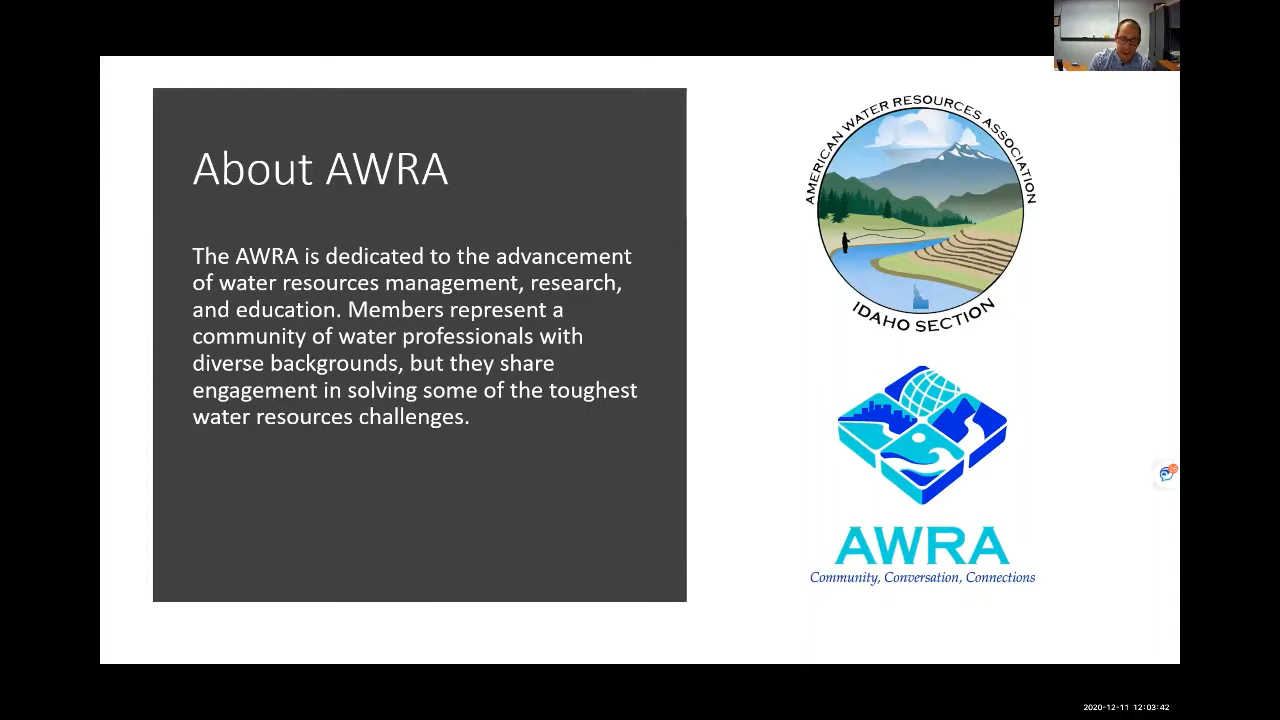 About AWRA
The AWRA is dedicated to the advancement
of water resources management, research,
and education. Members represent a
community of water professionals with
diverse backgrounds, but they share
engagement in solving some of the toughest
water resources challenges.
AMERICAN WATER RESOURCES ASSOCIATION
IDAHO SECTION
AWRA
Community, Conversation, Connections
2020-12-11 12:03:42